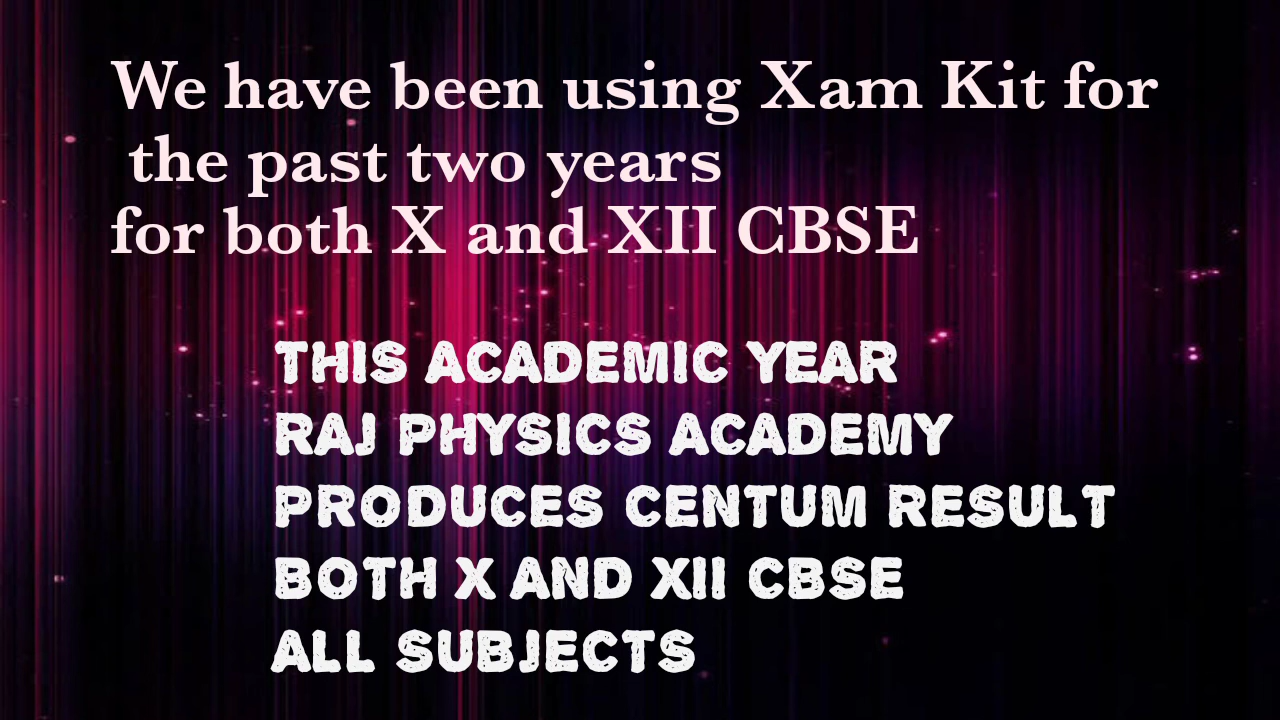 We have been using Xam Kit for
the past two years
for both X and XII CBSE
THIS ACADEMIC YEAR
RAJ PHYSICS ACADEMY
PRODUCES CENTUM RESULT
BOTH X AND XII CBSE
ALL SUBJECTS